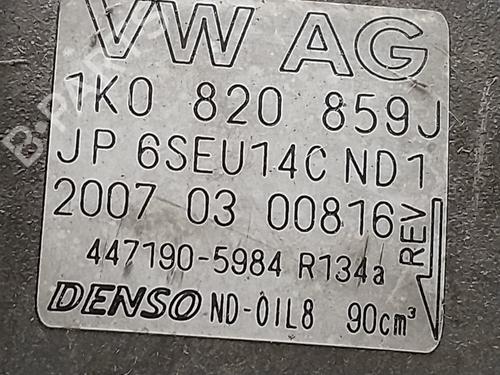 VW AG
1K0 820 859J
JP 6SEU14C ND1
2007 03 00816
REV
447190-5984 R134a
DENSO ND-OIL8 90cm³
B-PARTS